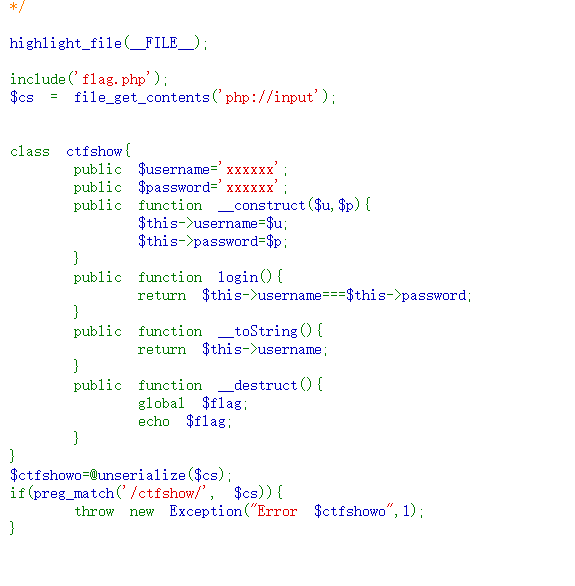 */
highlight_file(__FILE__);
include('flag.php');
$cs = file_get_contents('php://input');
class ctfshow{
public $username='xxxxxx';
public $password='xxxxxx';
public function __construct($u,$p){
$this->username=$u;
$this->password=$p;
}
public function login(){
return $this->username===$this->password;
}
public function __toString(){
return $this->username;
}
public function __destruct(){
global $flag;
echo $flag;
}
}
$ctfshowo=@unserialize($cs);
if(preg_match('/ctfshow/', $cs)){
throw new Exception("Error $ctfshowo",1);
}